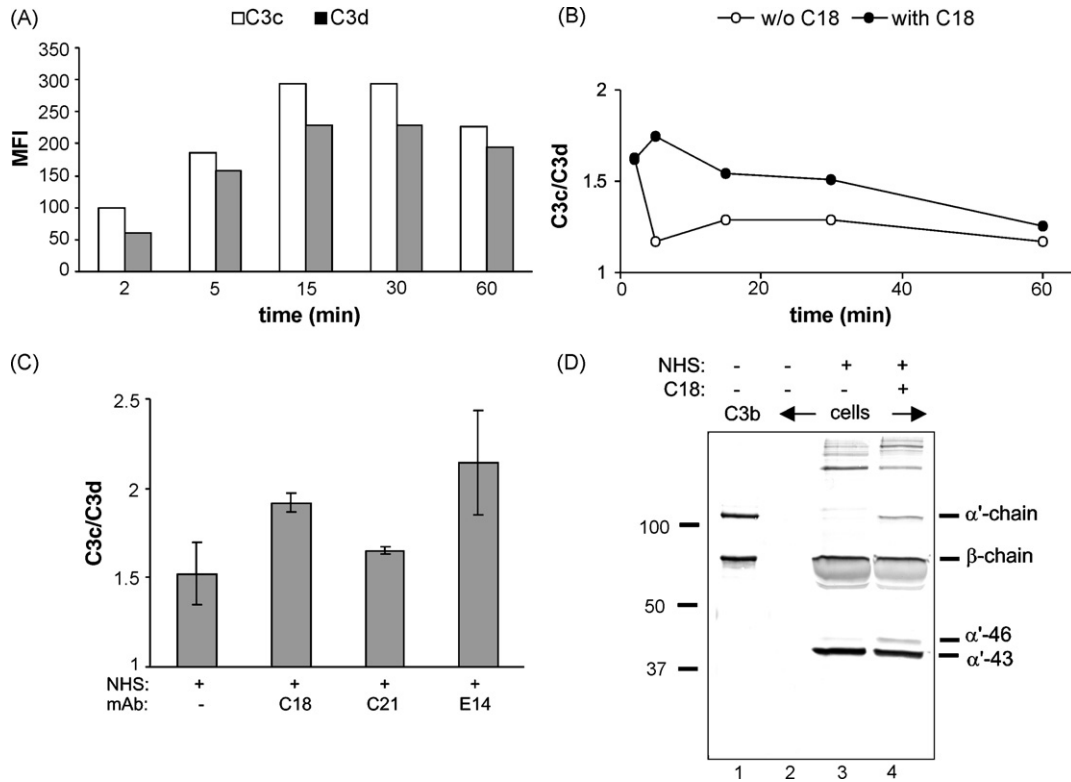 (A)
C3c C3d
MFI
350
300
250
200
150
100
50
0
2 5 15 30 60
time (min)
(B)
w/o C18 with C18
C3c/C3d
2
1.5
1
0 20 40 60
time (min)
(C)
C3c/C3d
2.5
2
1.5
1
NHS: + + + +
mAb: - C18 C21 E14
(D)
NHS: - - + +
C18: - - - +
C3b cells
100
50
37
α'-chain
β-chain
α'-46
α'-43
1 2 3 4